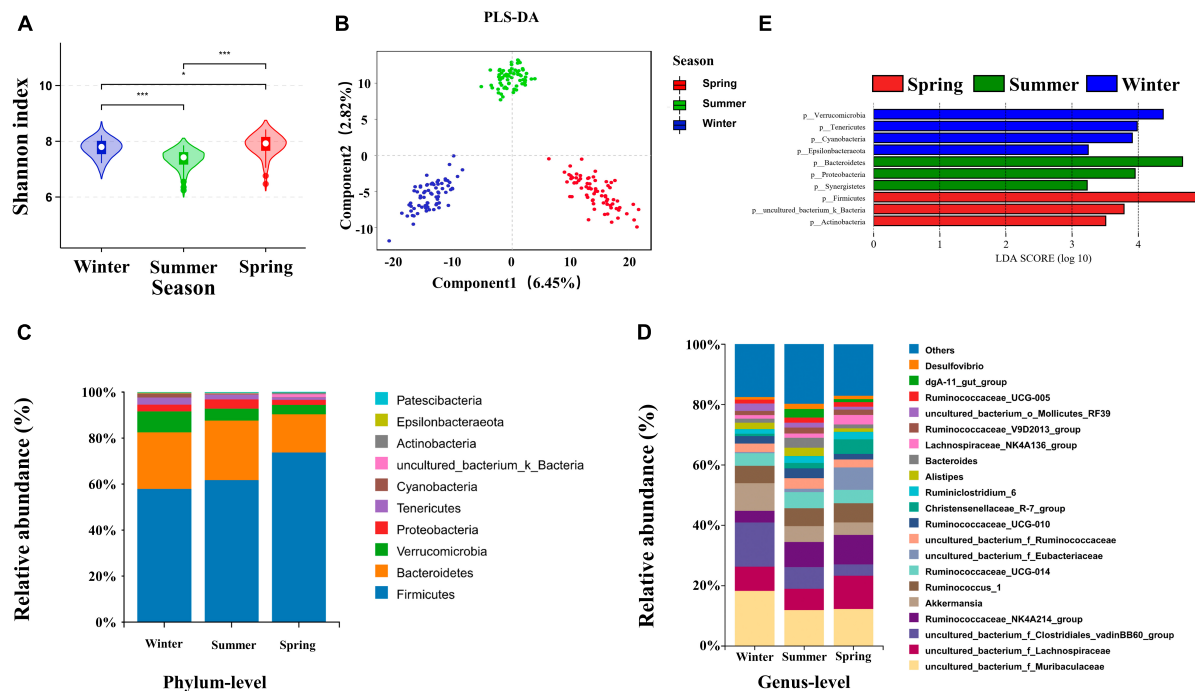 A
Shannon index
10
8
6
***
*
***
Winter
Summer
Spring
Season
B
PLS-DA
Component2 (2.82%)
10
5
0
-5
-10
-20
-10
0
10
20
Component1 (6.45%)
Season
Spring
Summer
Winter
E
Spring
Summer
Winter
p__Verrucomicrobia
p__Tenericutes
p__Cyanobacteria
p__Epsilonbacteraeota
p__Bacteroidetes
p__Proteobacteria
p__Synergistetes
p__Firmicutes
p__uncultured_bacterium_k_Bacteria
p__Actinobacteria
0
1
2
3
4
LDA SCORE (log 10)
C
Relative abundance (%)
100%
80%
60%
40%
20%
0%
Winter
Summer
Spring
Phylum-level
Patescibacteria
Epsilonbacteraeota
Actinobacteria
uncultured_bacterium_k_Bacteria
Cyanobacteria
Tenericutes
Proteobacteria
Verrucomicrobia
Bacteroidetes
Firmicutes
D
Relative abundance (%)
100%
80%
60%
40%
20%
0%
Winter
Summer
Spring
Genus-level
Others
Desulfovibrio
dgA-11_gut_group
Ruminococcaceae_UCG-005
uncultured_bacterium_o_Mollicutes_RF39
Ruminococcaceae_V9D2013_group
Lachnospiraceae_NK4A136_group
Bacteroides
Alistipes
Ruminiclostridium_6
Christensenellaceae_R-7_group
Ruminococcaceae_UCG-010
uncultured_bacterium_f_Ruminococcaceae
uncultured_bacterium_f_Eubacteriaceae
Ruminococcaceae_UCG-014
Ruminococcus_1
Akkermansia
Ruminococcaceae_NK4A214_group
uncultured_bacterium_f_Clostridiales_vadinBB60_group
uncultured_bacterium_f_Lachnospiraceae
uncultured_bacterium_f_Muribaculaceae